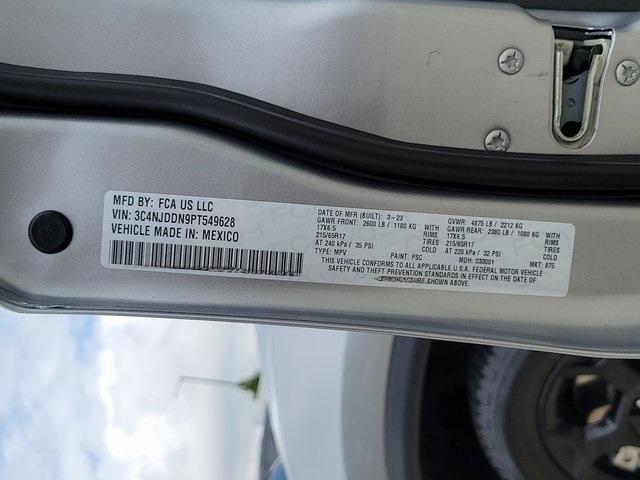 MFD BY: FCA US LLC
VIN: 3C4NJDDN9PT549628
VEHICLE MADE IN: MEXICO
DATE OF MFR (BUILT): 3-23 GVWR: 4875 LB / 2212 KG
GAWR FRONT: 2600 LB / 1180 KG GAWR REAR: 2380 LB / 1080 KG
17X6.5 RIMS 17X6.5 RIMS
215/65R17 TIRES 215/65R17 TIRES
AT 240 kPa / 35 PSI COLD AT 220 kPa / 32 PSI COLD
TYPE: MPV PAINT: PSC MDH: 033001 MKT: 875
THIS VEHICLE CONFORMS TO ALL APPLICABLE U.S.A. FEDERAL MOTOR VEHICLE
SAFETY AND THEFT PREVENTION STANDARDS IN EFFECT ON THE DATE OF
MANUFACTURE SHOWN ABOVE.